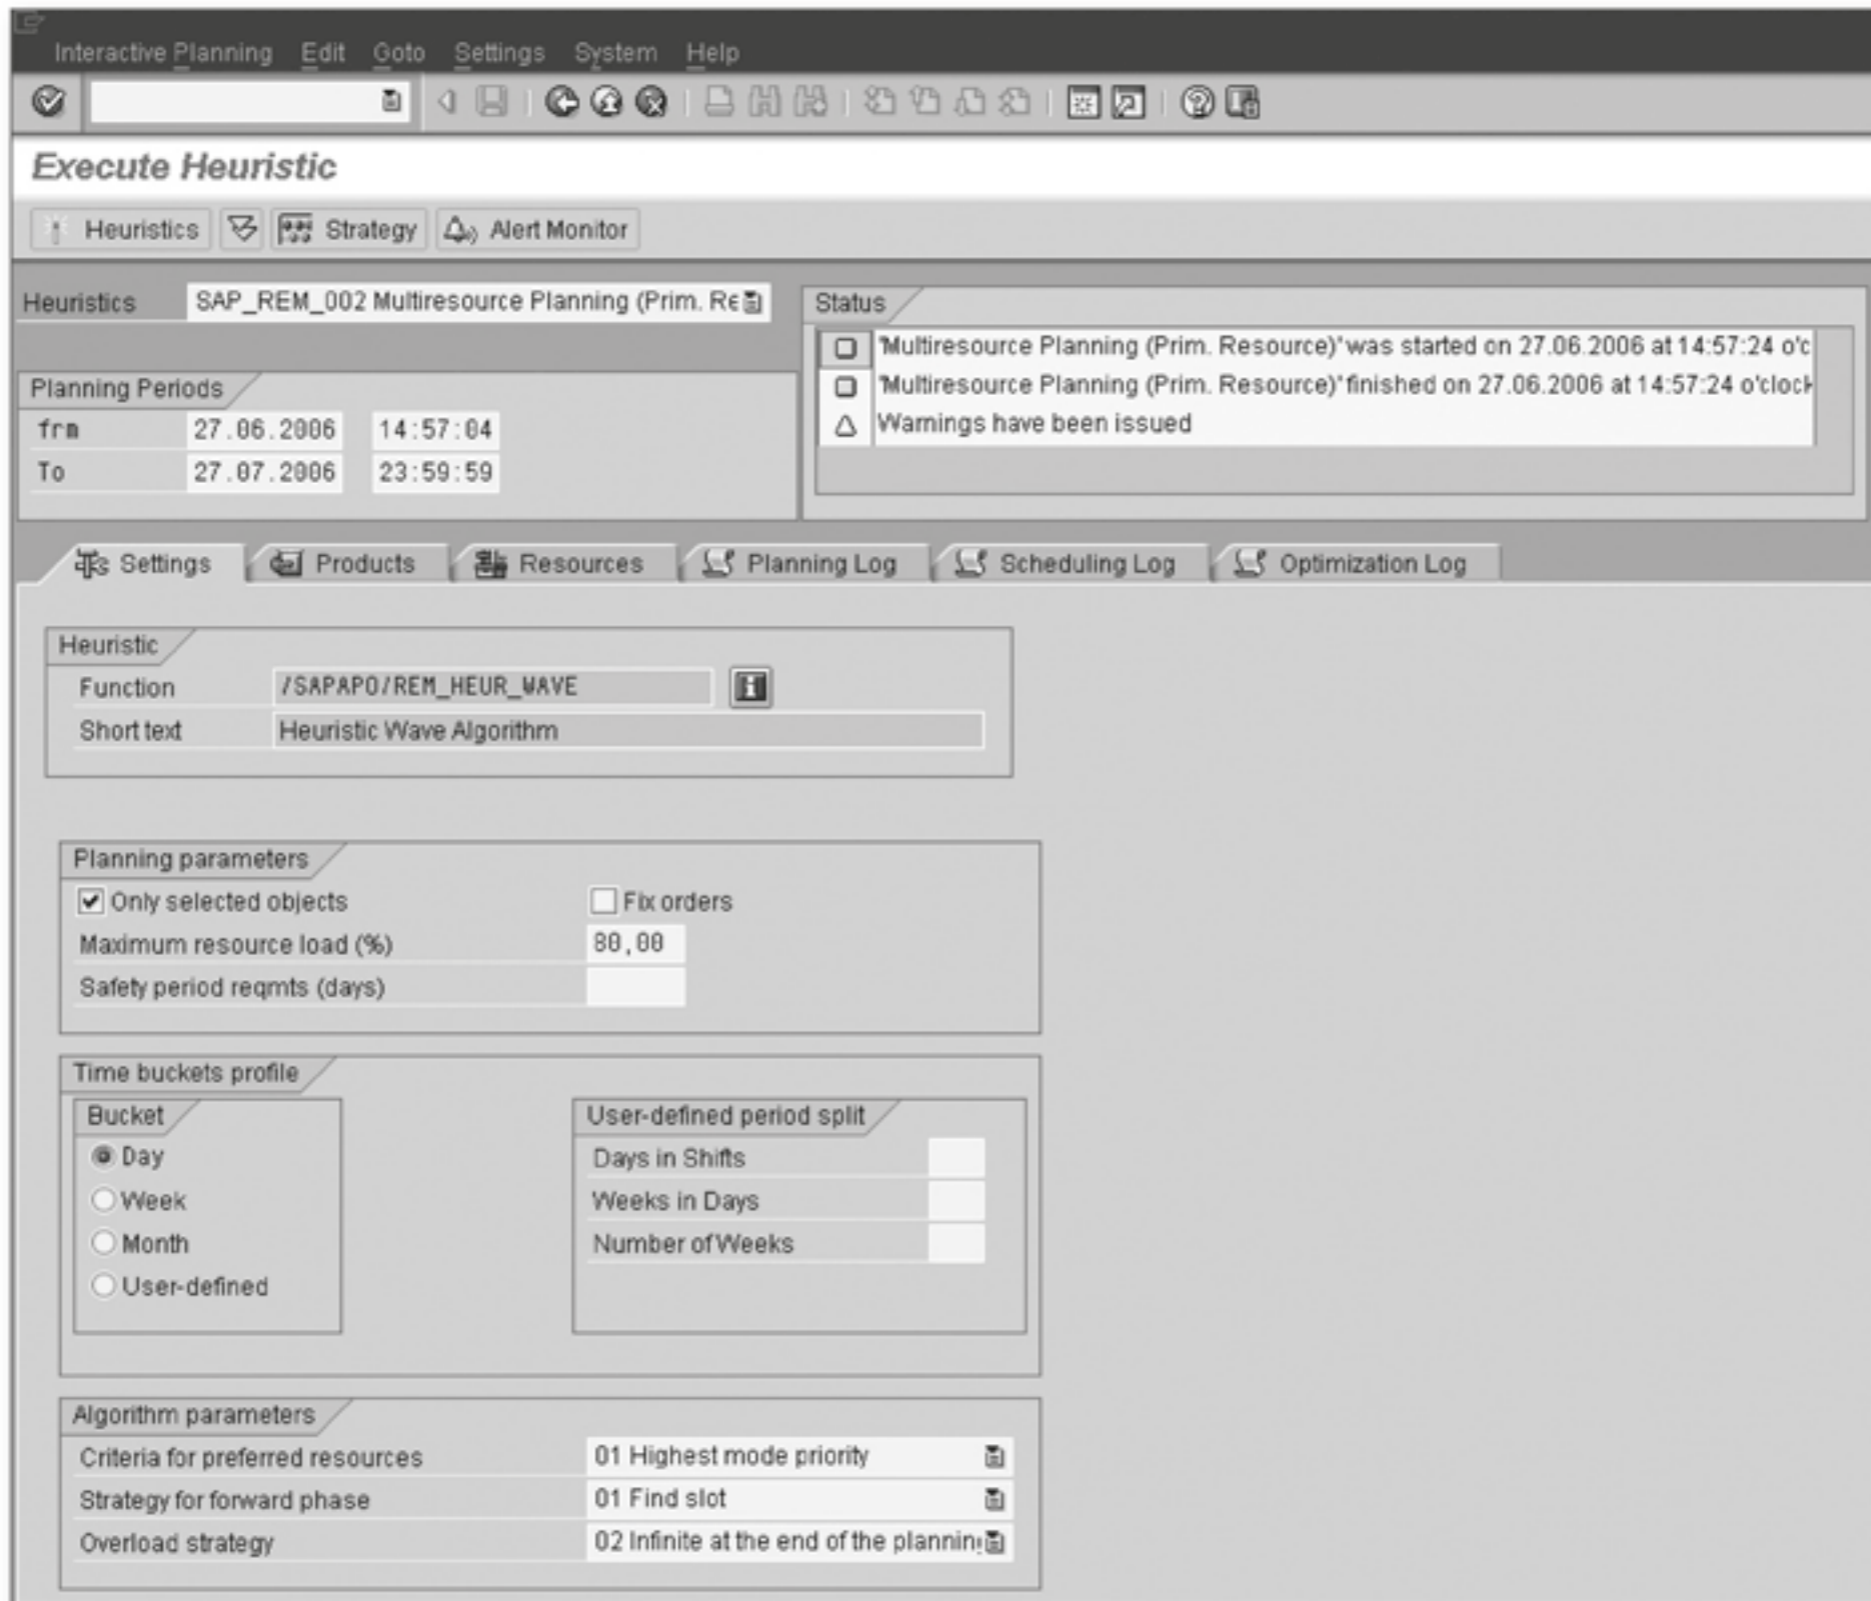 Interactive Planning Edit Goto Settings System Help
Execute Heuristic
Heuristics Strategy Alert Monitor
Heuristics SAP_REM_002 Multiresource Planning (Prim. Re
Status
'Multiresource Planning (Prim. Resource)' was started on 27.06.2006 at 14:57:24 o'c
'Multiresource Planning (Prim. Resource)' finished on 27.06.2006 at 14:57:24 o'clock
Warnings have been issued
Planning Periods
frm 27.06.2006 14:57:04
To 27.07.2006 23:59:59
Settings Products Resources Planning Log Scheduling Log Optimization Log
Heuristic
Function /SAPAPO/REM_HEUR_WAVE
Short text Heuristic Wave Algorithm
Planning parameters
Only selected objects Fix orders
Maximum resource load (%) 80,00
Safety period reqmts (days)
Time buckets profile
Bucket
Day
Week
Month
User-defined
User-defined period split
Days in Shifts
Weeks in Days
Number of Weeks
Algorithm parameters
Criteria for preferred resources 01 Highest mode priority
Strategy for forward phase 01 Find slot
Overload strategy 02 Infinite at the end of the planning